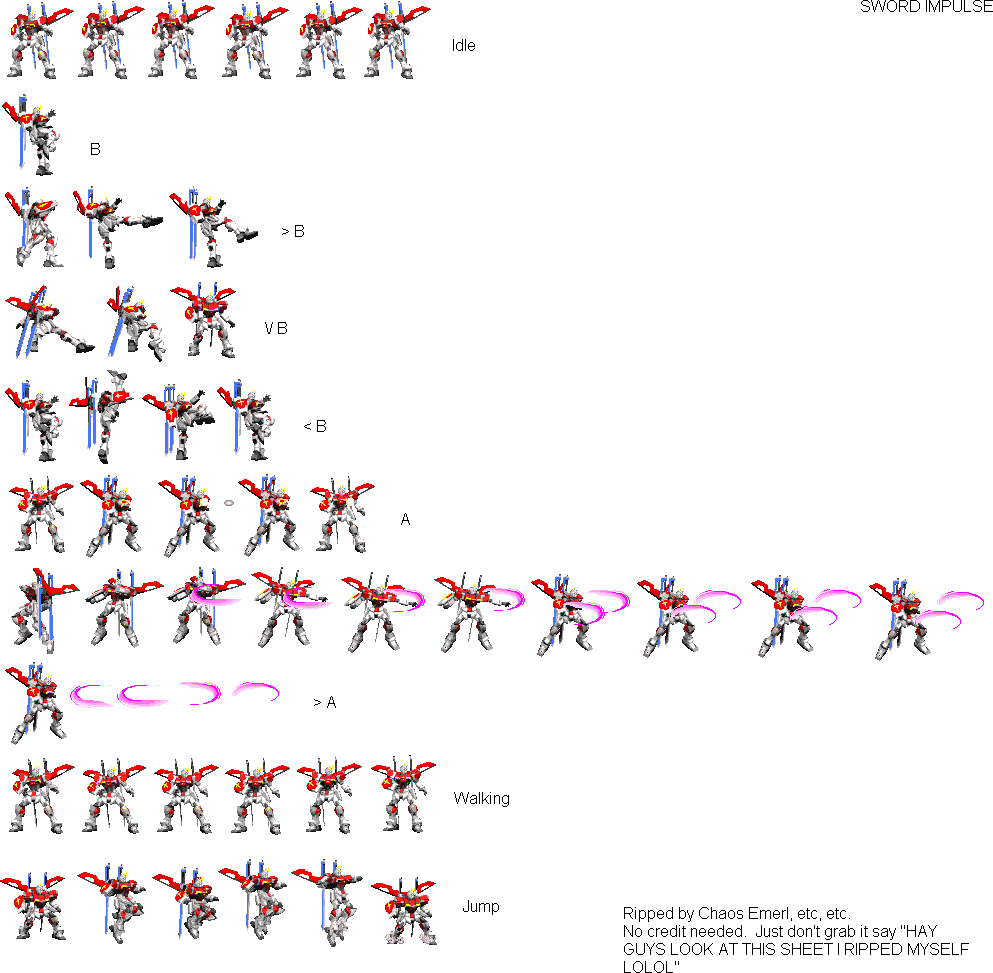 SWORD IMPULSE
Idle
B
> B
V B
< B
A
> A
Walking
Jump
Ripped by Chaos Emerl, etc, etc.
No credit needed.  Just don't grab it say "HAY
GUYS LOOK AT THIS SHEET I RIPPED MYSELF
LOLOL"